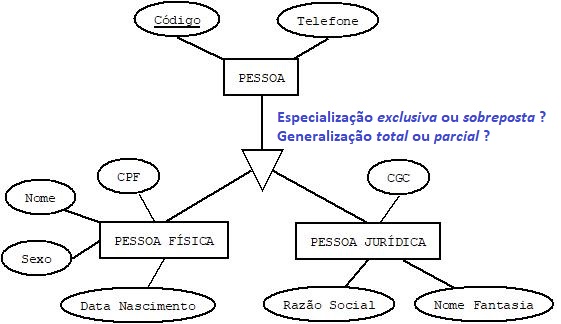 Código
Telefone
PESSOA
Especialização exclusiva ou sobreposta ?
Generalização total ou parcial ?
CPF
CGC
Nome
PESSOA FÍSICA
PESSOA JURÍDICA
Sexo
Data Nascimento
Razão Social
Nome Fantasia